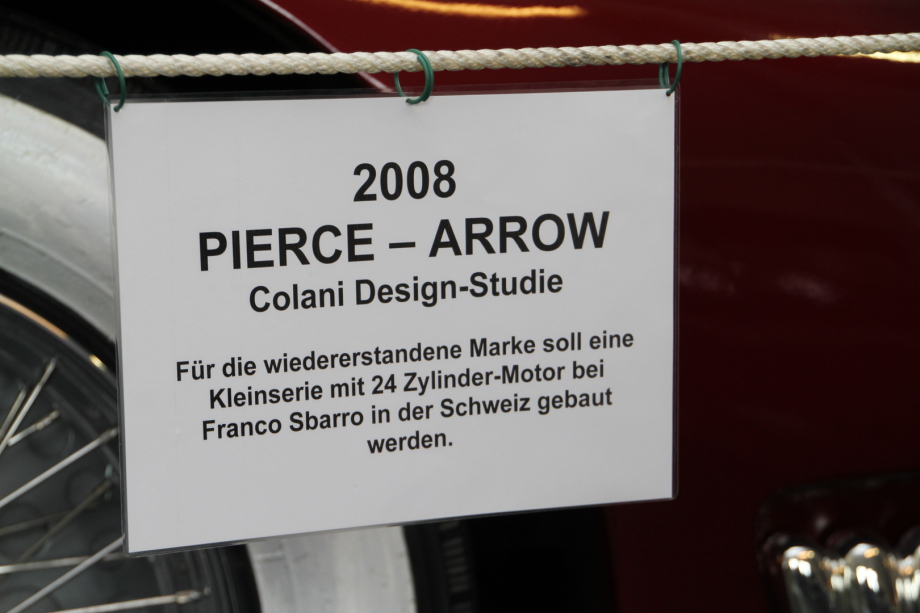 2008
PIERCE – ARROW
Colani Design-Studie
Für die wiedererstandene Marke soll eine
Kleinserie mit 24 Zylinder-Motor bei
Franco Sbarro in der Schweiz gebaut
werden.